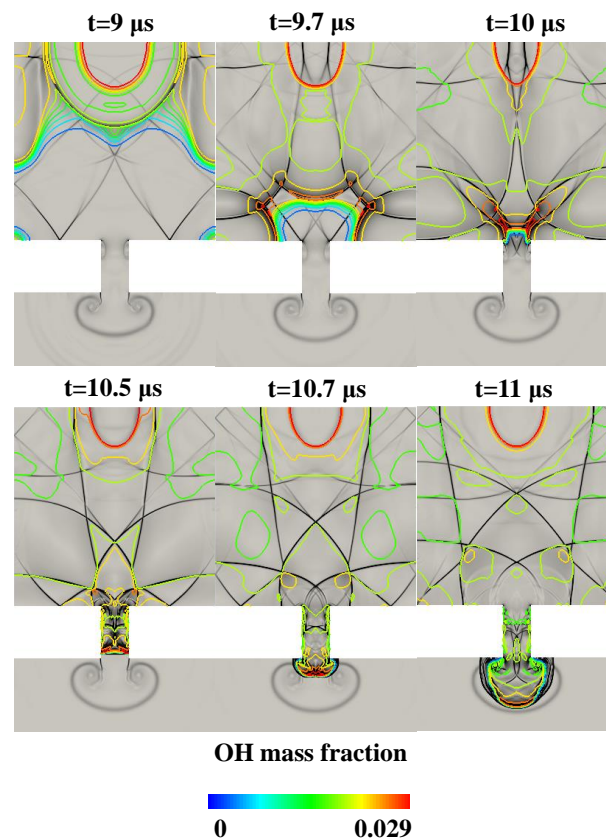 t=9 μs t=9.7 μs t=10 μs
t=10.5 μs t=10.7 μs t=11 μs
OH mass fraction
0 0.029